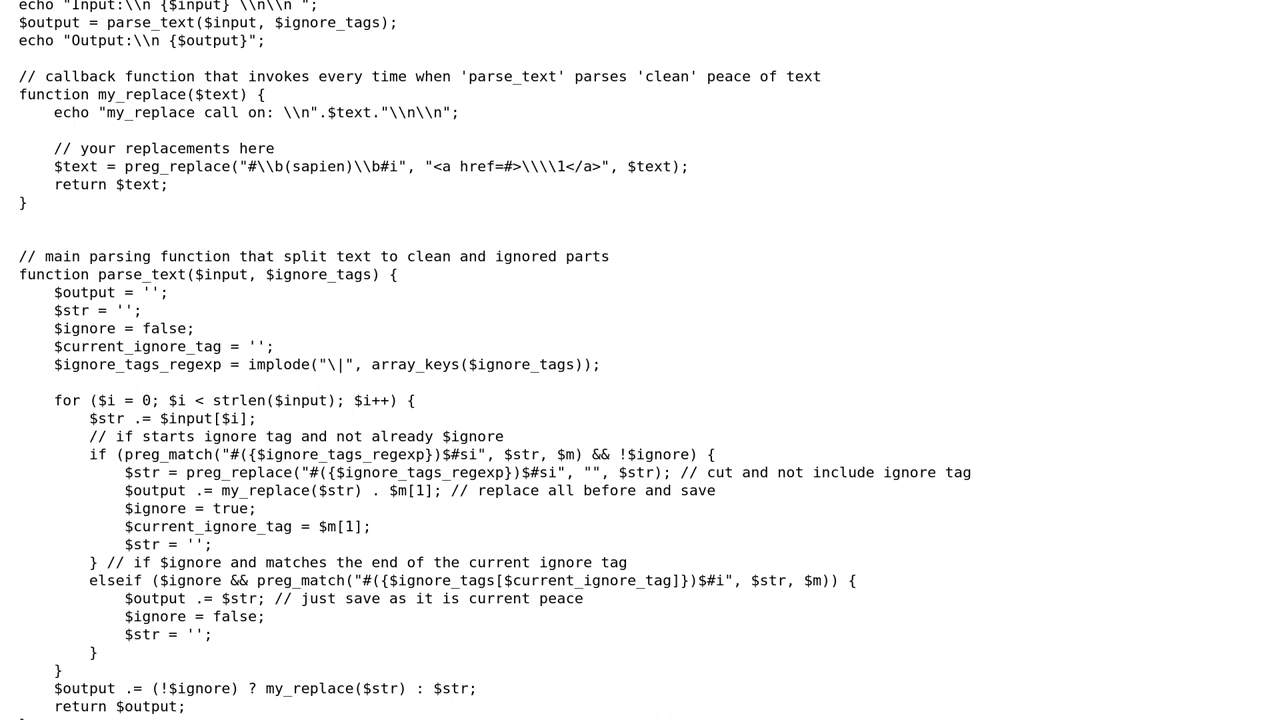 echo "Input:\\n {$input} \\n\\n ";
$output = parse_text($input, $ignore_tags);
echo "Output:\\n {$output}";

// callback function that invokes every time when 'parse_text' parses 'clean' peace of text
function my_replace($text) {
    echo "my_replace call on: \\n".$text."\\n\\n";

    // your replacements here
    $text = preg_replace("#\\b(sapien)\\b#i", "<a href=#>\\\\1</a>", $text);
    return $text;
}


// main parsing function that split text to clean and ignored parts
function parse_text($input, $ignore_tags) {
    $output = '';
    $str = '';
    $ignore = false;
    $current_ignore_tag = '';
    $ignore_tags_regexp = implode("\|", array_keys($ignore_tags));

    for ($i = 0; $i < strlen($input); $i++) {
        $str .= $input[$i];
        // if starts ignore tag and not already $ignore
        if (preg_match("#({$ignore_tags_regexp})$#si", $str, $m) && !$ignore) {
            $str = preg_replace("#({$ignore_tags_regexp})$#si", "", $str); // cut and not include ignore tag
            $output .= my_replace($str) . $m[1]; // replace all before and save
            $ignore = true;
            $current_ignore_tag = $m[1];
            $str = '';
        } // if $ignore and matches the end of the current ignore tag
        elseif ($ignore && preg_match("#({$ignore_tags[$current_ignore_tag]})$#i", $str, $m)) {
            $output .= $str; // just save as it is current peace
            $ignore = false;
            $str = '';
        }
    }
    $output .= (!$ignore) ? my_replace($str) : $str;
    return $output;
}